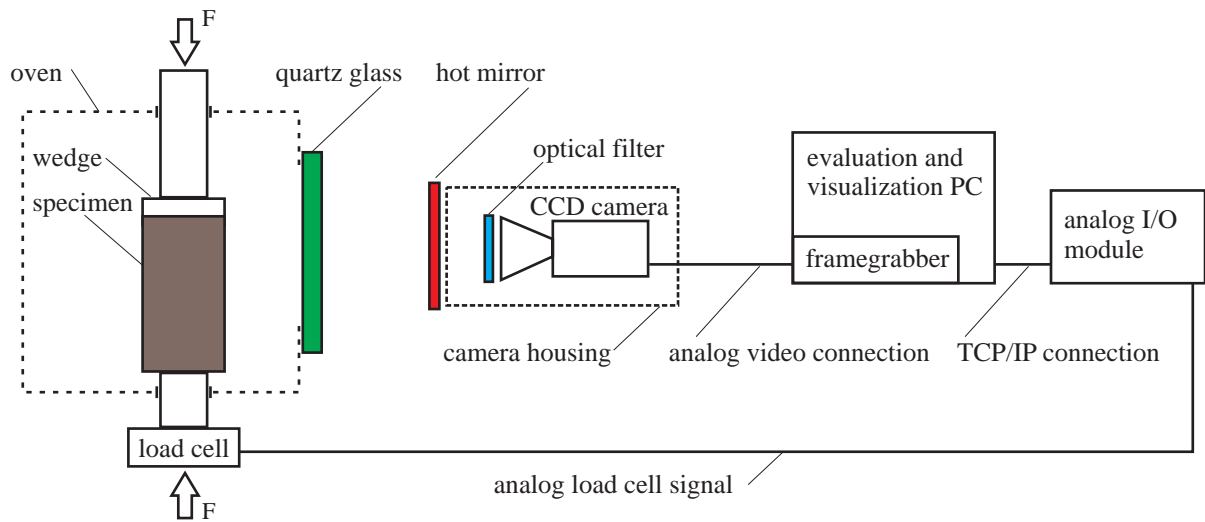 F
oven
quartz glass
hot mirror
wedge
specimen
optical filter
CCD camera
evaluation and
visualization PC
framegrabber
analog I/O
module
camera housing
analog video connection
TCP/IP connection
load cell
analog load cell signal
F